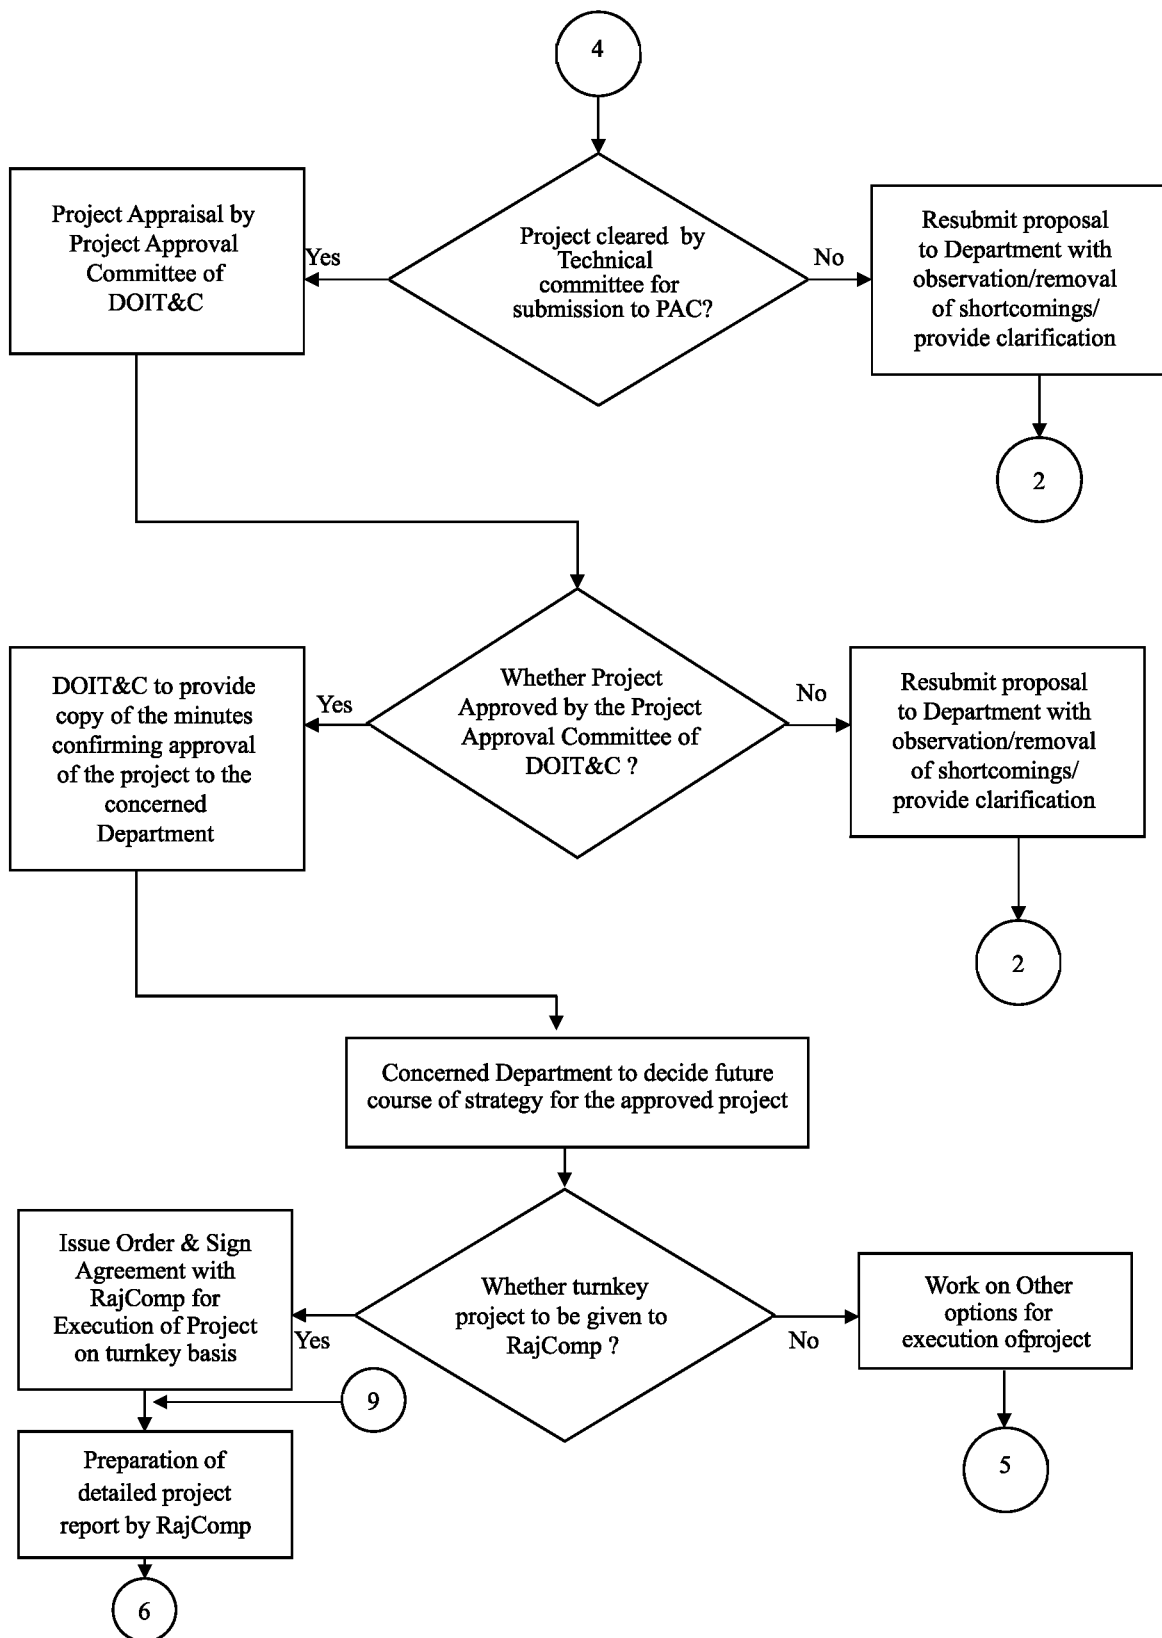 4
Project Appraisal by
Project Approval
Committee of
DOIT&C
Yes
Project cleared by
Technical
committee for
submission to PAC?
No
Resubmit proposal
to Department with
observation/removal
of shortcomings/
provide clarification
2
DOIT&C to provide
copy of the minutes
confirming approval
of the project to the
concerned
Department
Yes
Whether Project
Approved by the Project
Approval Committee of
DOIT&C ?
No
Resubmit proposal
to Department with
observation/removal
of shortcomings/
provide clarification
2
Concerned Department to decide future
course of strategy for the approved project
Issue Order & Sign
Agreement with
RajComp for
Execution of Project
on turnkey basis
Yes
Whether turnkey
project to be given to
RajComp ?
No
Work on Other
options for
execution ofproject
9
5
Preparation of
detailed project
report by RajComp
6